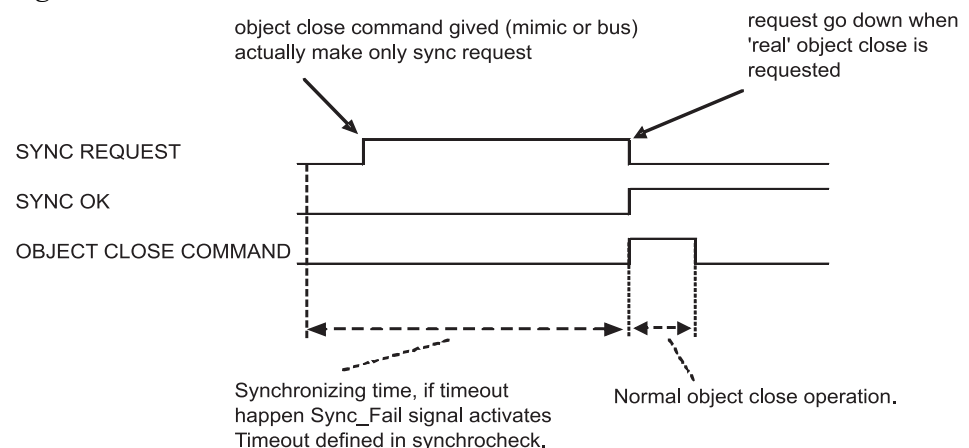 object close command gived (mimic or bus)
actually make only sync request
request go down when
'real' object close is
requested
SYNC REQUEST
SYNC OK
OBJECT CLOSE COMMAND
Synchronizing time, if timeout
happen Sync_Fail signal activates
Timeout defined in synchrocheck.
Normal object close operation.